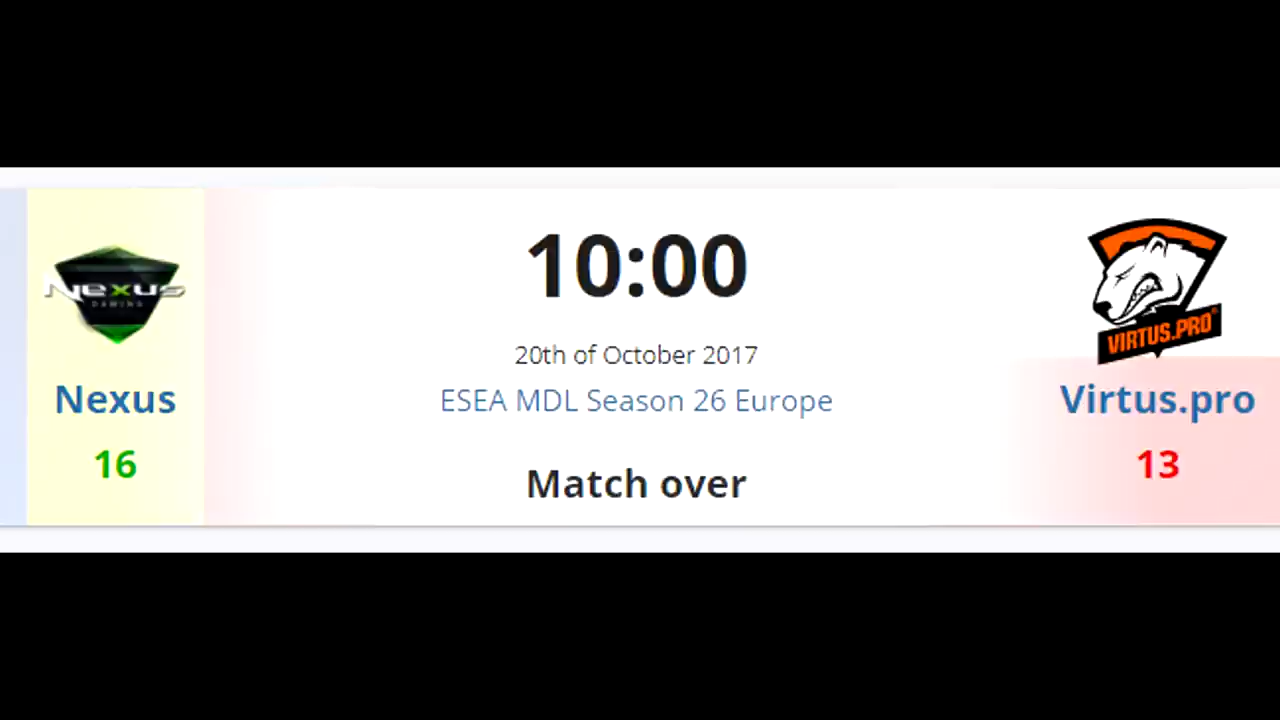 Nexus
GAMING
10:00
VIRTUS.PRO
20th of October 2017
Nexus
ESEA MDL Season 26 Europe
Virtus.pro
16
Match over
13